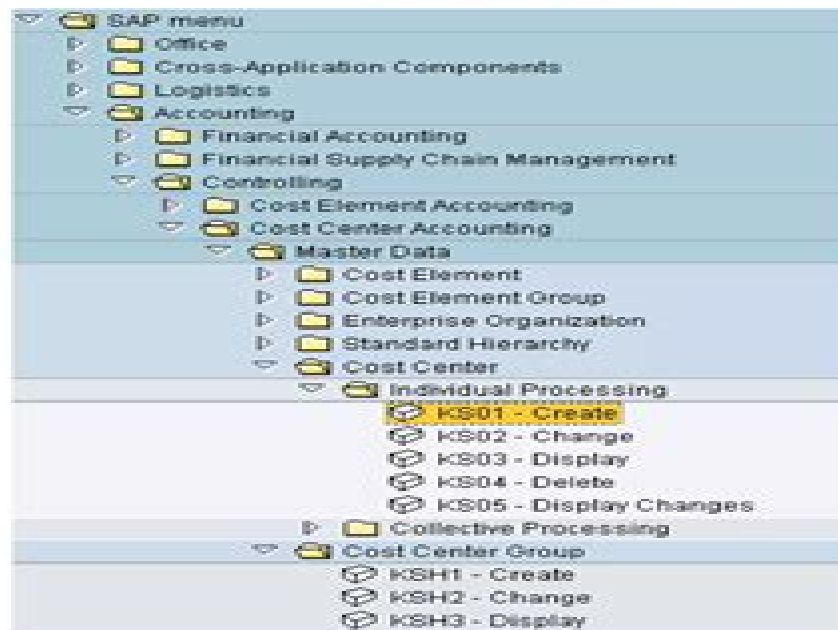 SAP menu
Office
Cross-Application Components
Logistics
Accounting
Financial Accounting
Financial Supply Chain Management
Controlling
Cost Element Accounting
Cost Center Accounting
Master Data
Cost Element
Cost Element Group
Enterprise Organization
Standard Hierarchy
Cost Center
Individual Processing
KS01 - Create
KS02 - Change
KS03 - Display
KS04 - Delete
KS05 - Display Changes
Collective Processing
Cost Center Group
KSH1 - Create
KSH2 - Change
KSH3 - Display